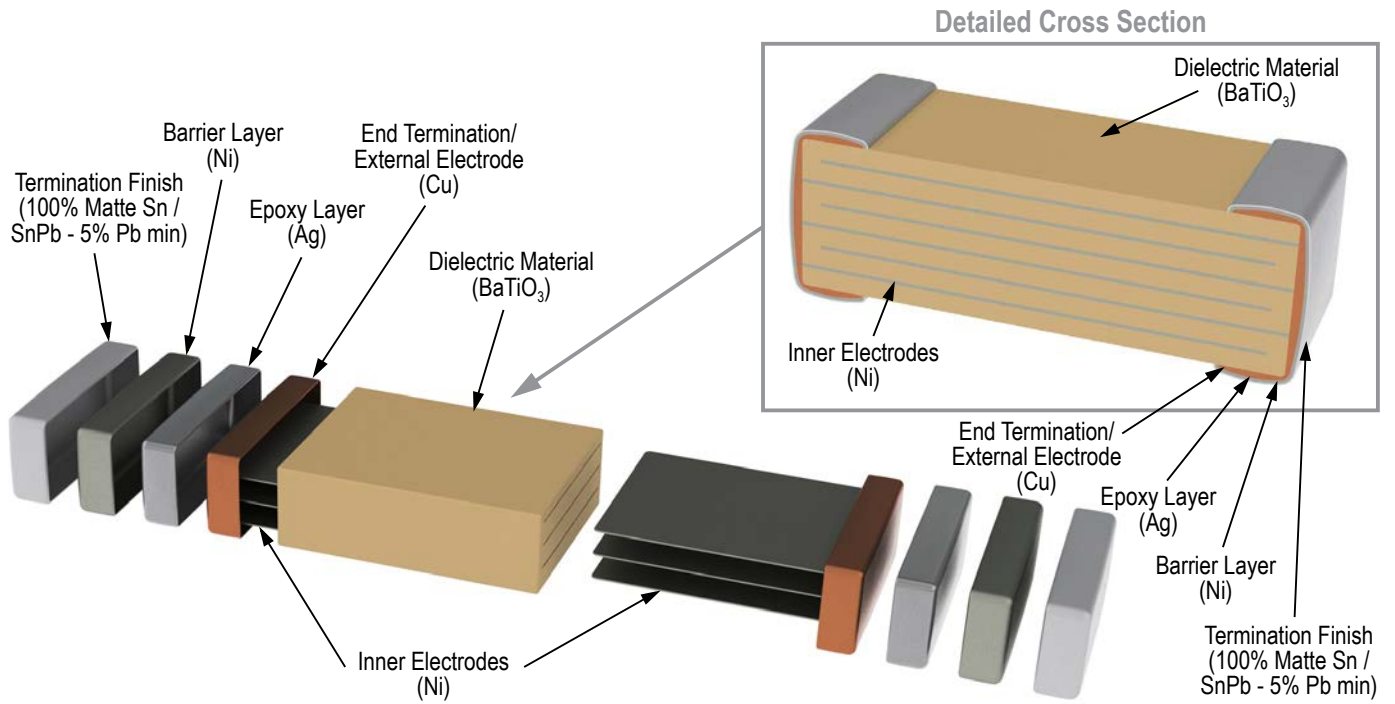 Detailed Cross Section
Dielectric Material
(BaTiO₃)
Inner Electrodes
(Ni)
Barrier Layer
(Ni)
End Termination/
External Electrode
(Cu)
Termination Finish
(100% Matte Sn /
SnPb - 5% Pb min)
Epoxy Layer
(Ag)
Dielectric Material
(BaTiO₃)
End Termination/
External Electrode
(Cu)
Epoxy Layer
(Ag)
Barrier Layer
(Ni)
Termination Finish
(100% Matte Sn /
SnPb - 5% Pb min)
Inner Electrodes
(Ni)